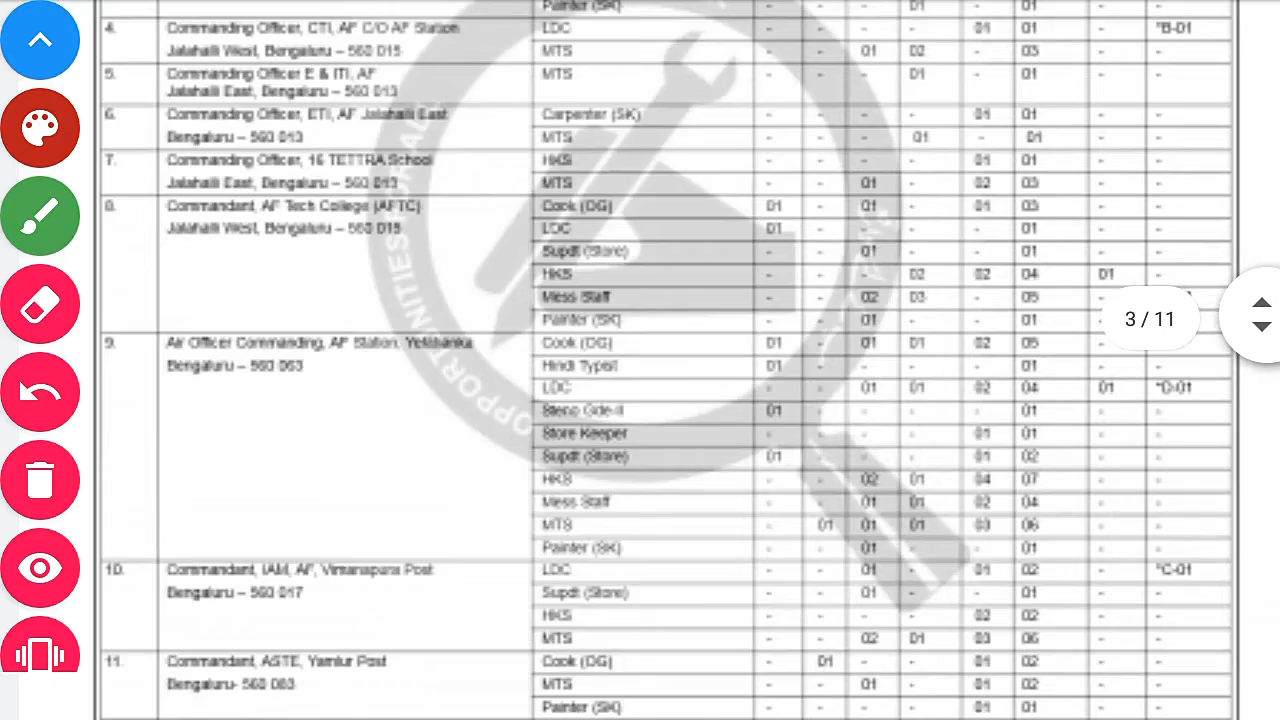 Painter (SK) - - - 01 - 01 - -
4. Commanding Officer, CTI, AF C/O AF Station LDC - - - - 01 01 - *B-01
Jalahalli West, Bengaluru – 560 015 MTS - - 01 02 - 03 - -
5. Commanding Officer E & ITI, AF MTS - - - 01 - 01 - -
Jalahalli East, Bengaluru – 560 013
6. Commanding Officer, ETI, AF Jalahalli East Carpenter (SK) - - - - 01 01 - -
Bengaluru – 560 013 MTS - - - 01 - 01 - -
7. Commanding Officer, 16 TETTRA School HKS - - - - 01 01 - -
Jalahalli East, Bengaluru – 560 013 MTS - - 01 - 02 03 - -
8. Commandant, AF Tech College (AFTC) Cook (OG) 01 - 01 - 01 03 - -
Jalahalli West, Bengaluru – 560 015 LDC 01 - - - - 01 - -
Supdt (Store) - - 01 - - 01 - -
HKS - - - 02 02 04 01 -
Mess Staff - - 02 03 - 05 -
Painter (SK) - - 01 - - 01
3 / 11
9. Air Officer Commanding, AF Station, Yelahanka Cook (OG) 01 - 01 01 02 05 - -
Bengaluru – 560 063 Hindi Typist 01 - - - - 01 - -
LDC - - 01 01 02 04 01 *D-01
Steno Gde-II 01 - - - - 01 - -
Store Keeper - - - - 01 01 - -
Supdt (Store) 01 - - - 01 02 - -
HKS - - 02 01 04 07 - -
Mess Staff - - 01 01 02 04 - -
MTS - 01 01 01 03 06 - -
Painter (SK) - - 01 - - 01 - -
10. Commandant, IAM, AF, Vimanapura Post LDC - - 01 - 01 02 - *C-01
Bengaluru – 560 017 Supdt (Store) - - 01 - - 01 - -
HKS - - - - 02 02 - -
MTS - - 02 01 03 06 - -
11. Commandant, ASTE, Yamlur Post Cook (OG) - 01 - - 01 02 - -
Bengaluru- 560 083 MTS - - 01 - 01 02 - -
Painter (SK) - - - - 01 01 - -